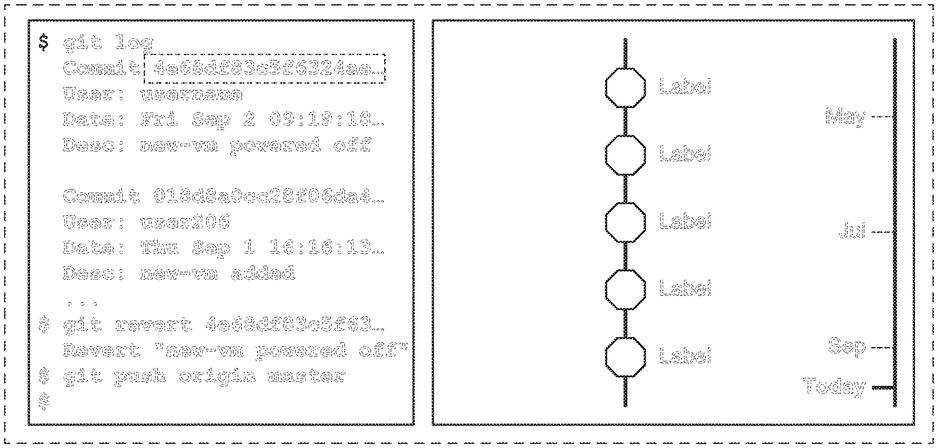 $ git log
Commit 4e68df83c5f6324ae…
User: username
Date: Fri Sep 2 09:19:18…
Desc: new-vm powered off
Commit 018d8a0cc28f06da4…
User: user206
Date: Thu Sep 1 16:16:13…
Desc: new-vm added
...
$ git revert 4e68df83c5f63…
Revert "new-vm powered off"
$ git push origin master
$
Label
Label
Label
Label
Label
May
Jul
Sep
Today